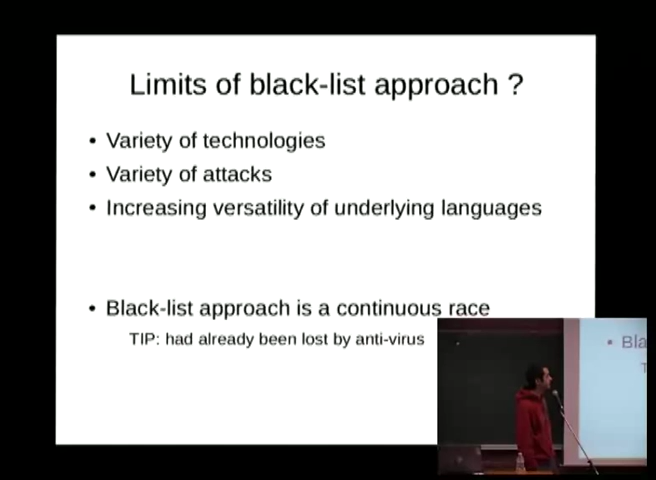 Limits of black-list approach ?
• Variety of technologies
• Variety of attacks
• Increasing versatility of underlying languages
• Black-list approach is a continuous race
TIP: had already been lost by anti-virus
• Bla
T